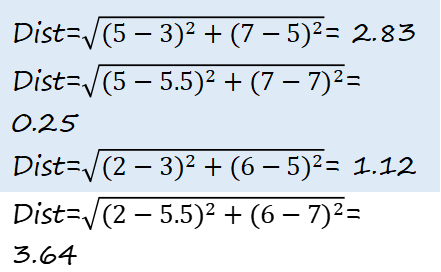 Dist=√(5 − 3)² + (7 − 5)²= 2.83
Dist=√(5 − 5.5)² + (7 − 7)²=
0.25
Dist=√(2 − 3)² + (6 − 5)²= 1.12
Dist=√(2 − 5.5)² + (6 − 7)²=
3.64